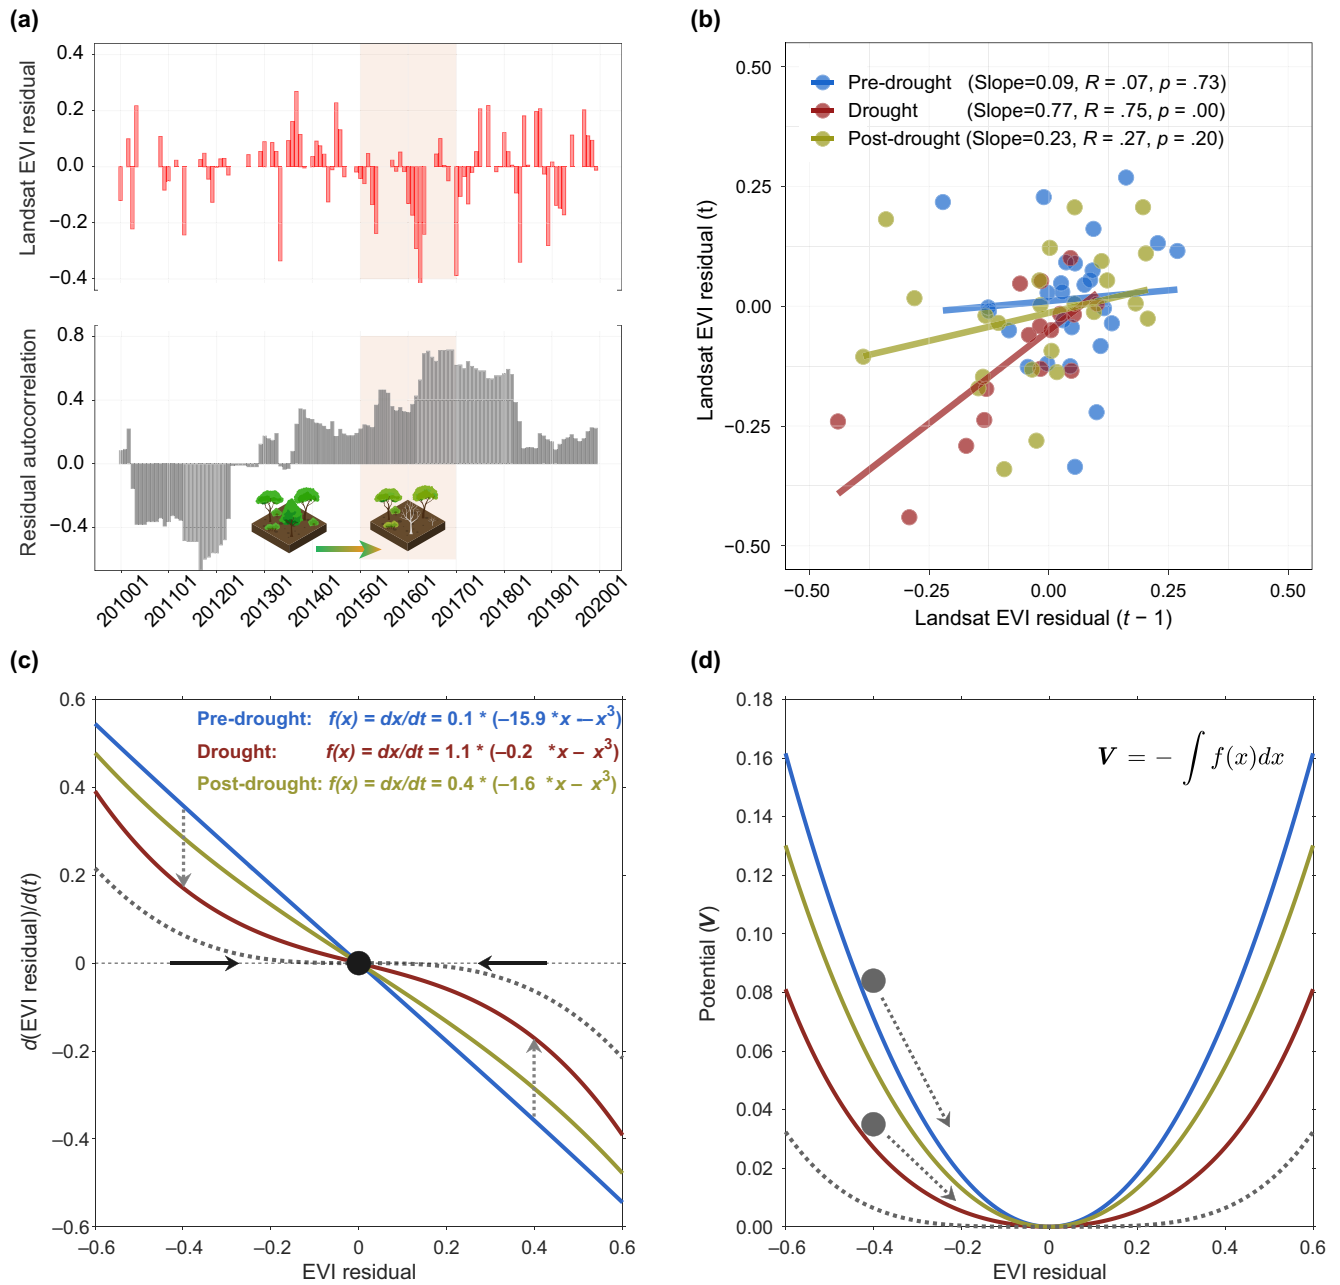 (a)
Landsat EVI residual
0.4
0.2
0.0
−0.2
−0.4
Residual autocorrelation
0.8
0.4
0.0
−0.4
201001 201101 201201 201301 201401 201501 201601 201701 201801 201901 202001
(b)
Landsat EVI residual (t)
0.50
0.25
0.00
−0.25
−0.50
Pre-drought (Slope=0.09, R = .07, p = .73)
Drought (Slope=0.77, R = .75, p = .00)
Post-drought (Slope=0.23, R = .27, p = .20)
−0.50 −0.25 0.00 0.25 0.50
Landsat EVI residual (t − 1)
(c)
d(EVI residual)/d(t)
0.6
0.4
0.2
0
−0.2
−0.4
−0.6
Pre-drought: f(x) = dx/dt = 0.1 * (−15.9 *x −x³)
Drought: f(x) = dx/dt = 1.1 * (−0.2 *x − x³)
Post-drought: f(x) = dx/dt = 0.4 * (−1.6 *x − x³)
−0.6 −0.4 −0.2 0 0.2 0.4 0.6
EVI residual
(d)
Potential (V)
0.18
0.16
0.14
0.12
0.10
0.08
0.06
0.04
0.02
0.00
V = − ∫ f(x)dx
−0.6 −0.4 −0.2 0 0.2 0.4 0.6
EVI residual